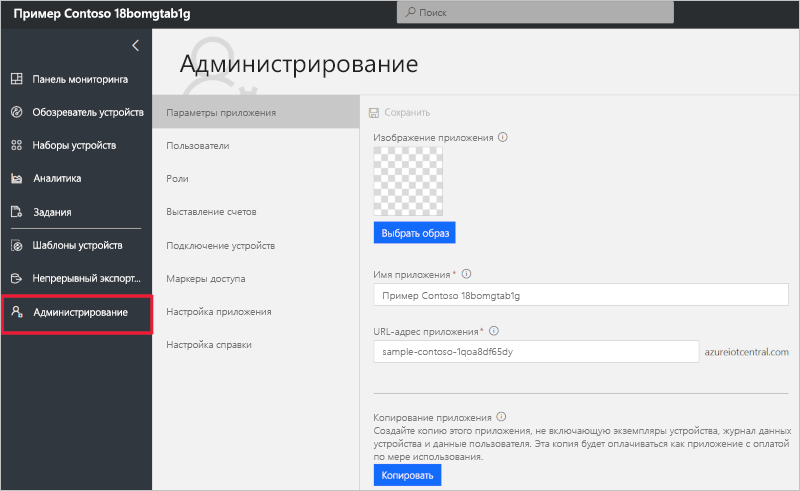 Пример Contoso 18bomgtab1g
Поиск
Панель мониторинга
Обозреватель устройств
Наборы устройств
Аналитика
Задания
Шаблоны устройств
Непрерывный экспорт...
Администрирование
Администрирование
Параметры приложения
Пользователи
Роли
Выставление счетов
Подключение устройств
Маркеры доступа
Настройка приложения
Настройка справки
Сохранить
Изображение приложения
Выбрать образ
Имя приложения *
Пример Contoso 18bomgtab1g
URL-адрес приложения *
sample-contoso-1qoa8df65dy
azureiotcentral.com
Копирование приложения
Создайте копию этого приложения, не включающую экземпляры устройства, журнал данных
устройства и данные пользователя. Эта копия будет оплачиваться как приложение с оплатой
по мере использования.
Копировать